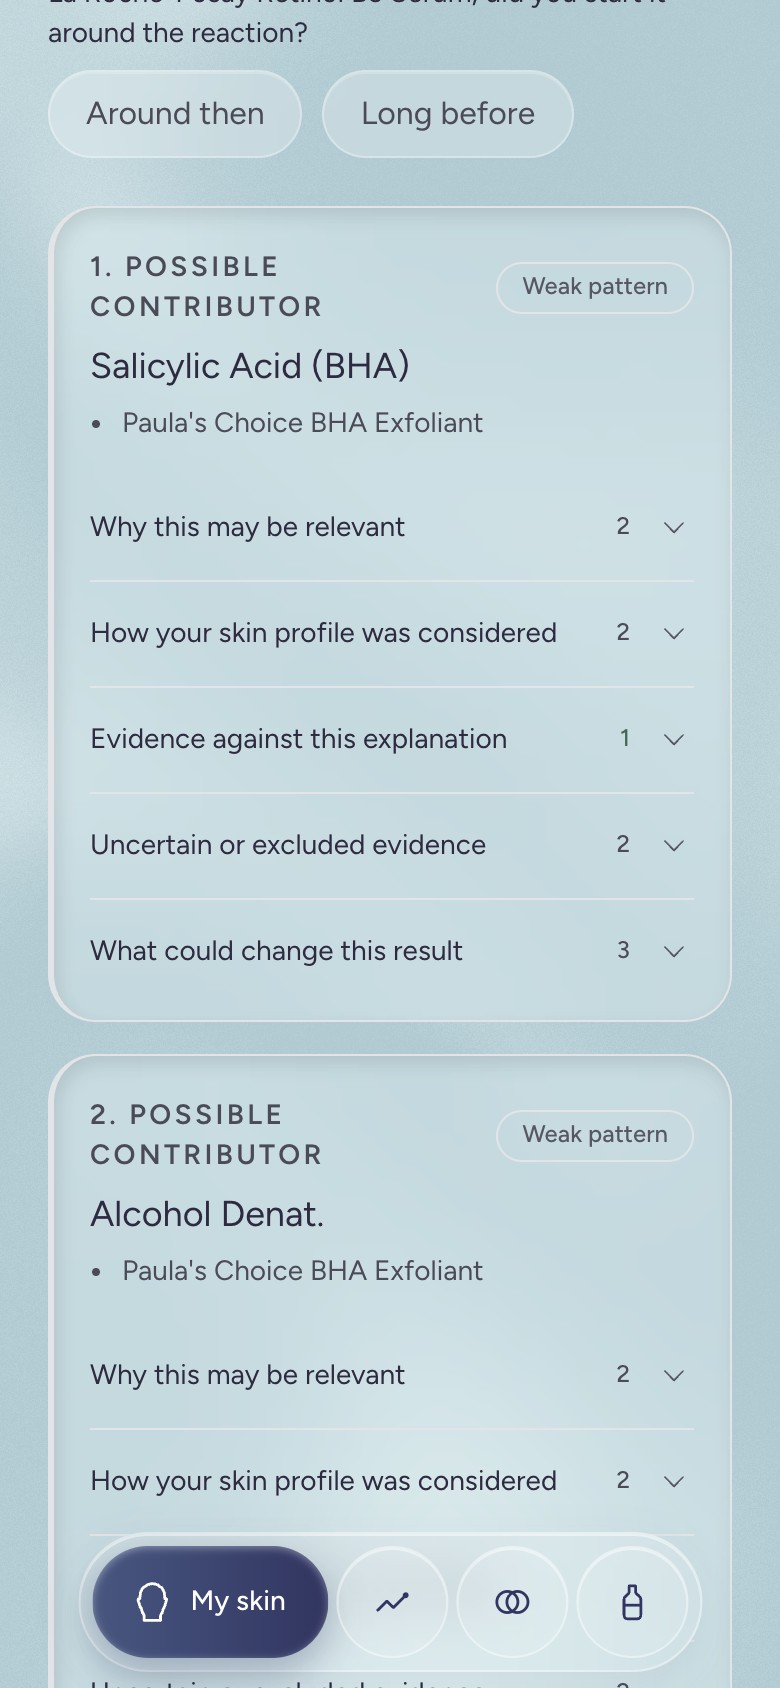 around the reaction?
Around then
Long before
1. POSSIBLE
CONTRIBUTOR
Weak pattern
Salicylic Acid (BHA)
• Paula's Choice BHA Exfoliant
Why this may be relevant 2
How your skin profile was considered 2
Evidence against this explanation 1
Uncertain or excluded evidence 2
What could change this result 3
2. POSSIBLE
CONTRIBUTOR
Weak pattern
Alcohol Denat.
• Paula's Choice BHA Exfoliant
Why this may be relevant 2
How your skin profile was considered 2
My skin